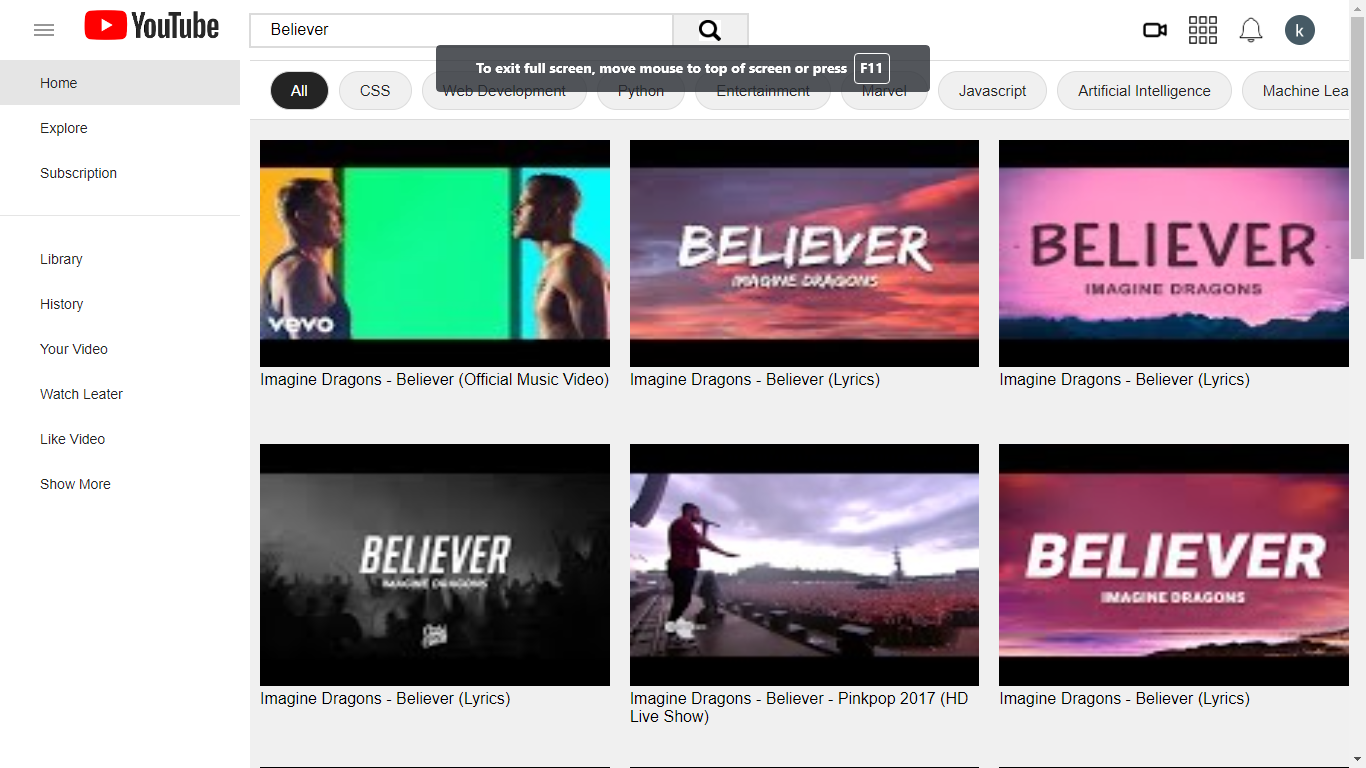 YouTube
Believer
k
To exit full screen, move mouse to top of screen or press F11
Home
Explore
Subscription
Library
History
Your Video
Watch Leater
Like Video
Show More
All
CSS
Web Development
Python
Entertainment
Marvel
Javascript
Artificial Intelligence
Machine Lea
vevo
BELIEVER
IMAGINE DRAGONS
BELIEVER
IMAGINE DRAGONS
Imagine Dragons - Believer (Official Music Video)
Imagine Dragons - Believer (Lyrics)
Imagine Dragons - Believer (Lyrics)
BELIEVER
IMAGINE DRAGONS
BELIEVER
IMAGINE DRAGONS
Imagine Dragons - Believer (Lyrics)
Imagine Dragons - Believer - Pinkpop 2017 (HD
Live Show)
Imagine Dragons - Believer (Lyrics)